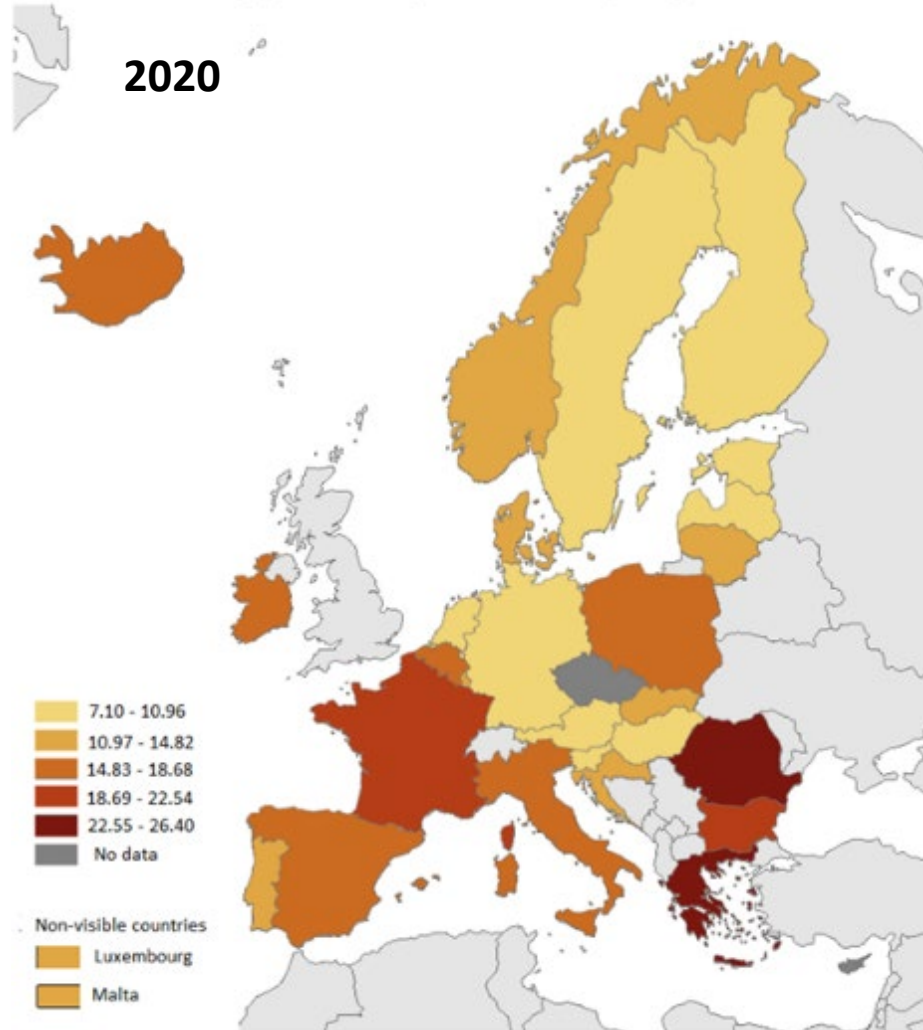 2020
7.10 - 10.96
10.97 - 14.82
14.83 - 18.68
18.69 - 22.54
22.55 - 26.40
No data
Non-visible countries
Luxembourg
Malta